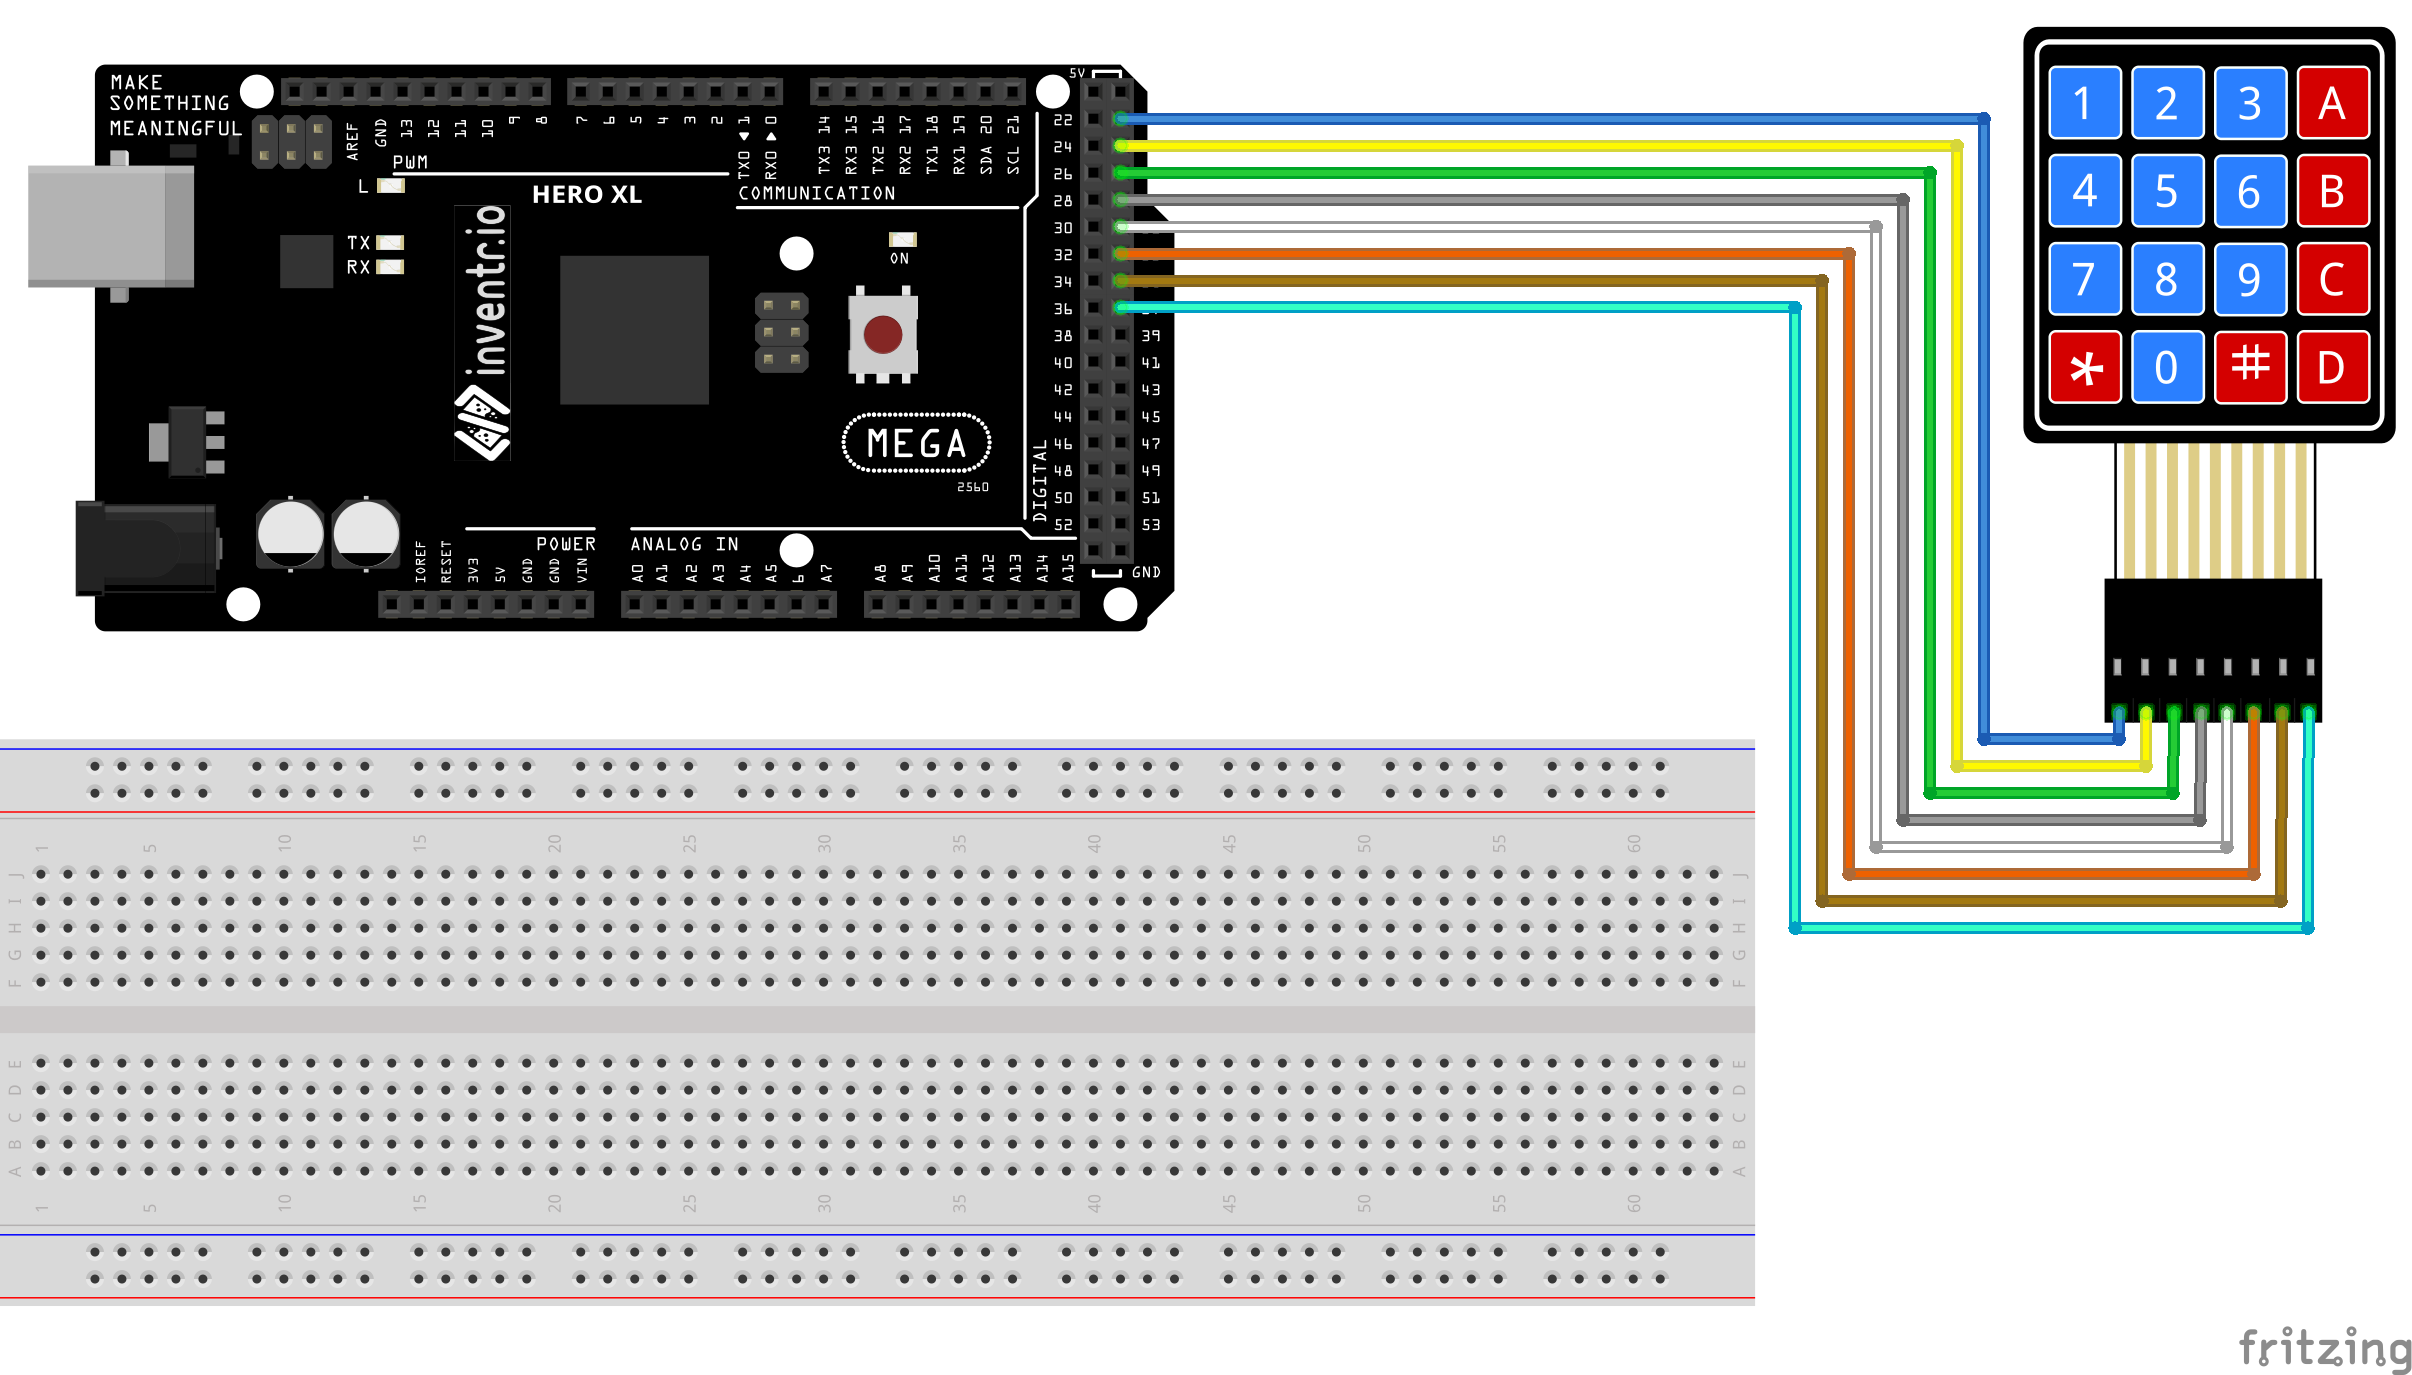 MAKE
SOMETHING
MEANINGFUL
AREF
GND
13
12
11
10
9
8
7
6
5
4
3
2
TX0 ◀ 1
RX0 ▶ 0
TX3 14
RX3 15
TX2 16
RX2 17
TX1 18
RX1 19
SDA 20
SCL 21
5V
PWM
L
HERO XL
COMMUNICATION
TX
RX
ON
inventr.io
MEGA
2560
DIGITAL
22
24
26
28
30
32
34
36
38 39
40 41
42 43
44 45
46 47
48 49
50 51
52 53
GND
POWER
ANALOG IN
IOREF
RESET
3V3
5V
GND
GND
VIN
A0
A1
A2
A3
A4
A5
6
A7
A8
A9
A10
A11
A12
A13
A14
A15
1 2 3 A
4 5 6 B
7 8 9 C
* 0 # D
1 5 10 15 20 25 30 35 40 45 50 55 60
J J
I I
H H
G G
F F
E E
D D
C C
B B
A A
1 5 10 15 20 25 30 35 40 45 50 55 60
fritzing